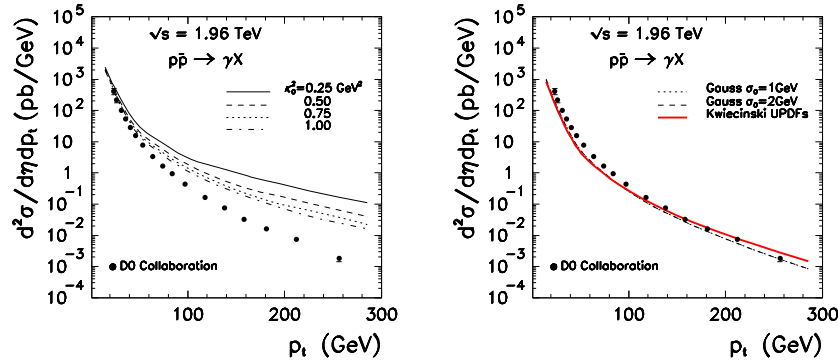 √s = 1.96 TeV
pp̄ → γX
κ₀²=0.25 GeV²
0.50
0.75
1.00
D0 Collaboration
d²σ/dηdpₜ (pb/GeV)
10⁵
10⁴
10³
10²
10
1
10⁻¹
10⁻²
10⁻³
10⁻⁴
100
200
300
pₜ (GeV)
√s = 1.96 TeV
pp̄ → γX
Gauss σ₀=1GeV
Gauss σ₀=2GeV
Kwiecinski UPDFs
D0 Collaboration
d²σ/dηdpₜ (pb/GeV)
10⁵
10⁴
10³
10²
10
1
10⁻¹
10⁻²
10⁻³
10⁻⁴
100
200
300
pₜ (GeV)